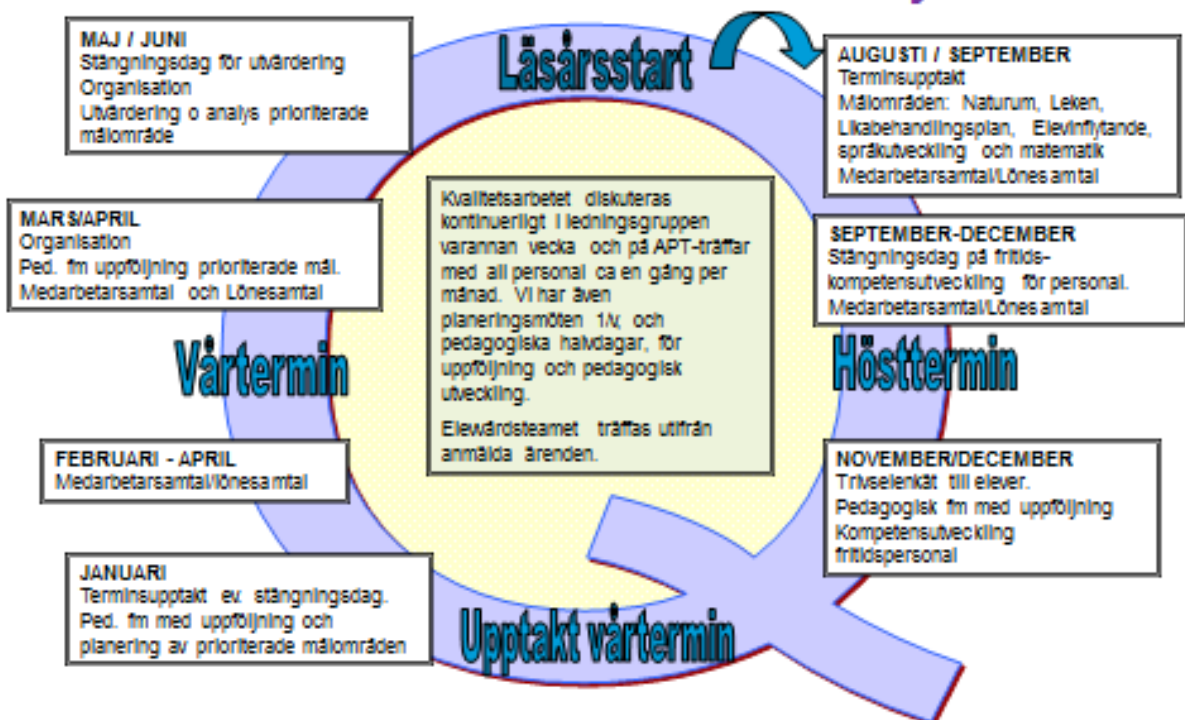 Läsårsstart
AUGUSTI / SEPTEMBER
Terminsupptakt
Målområden: Naturum, Leken,
Likabehandlingsplan, Elevinflytande,
språkutveckling och matematik
Medarbetarsamtal/Lönesamtal
SEPTEMBER-DECEMBER
Stängningsdag på fritids-
kompetensutveckling för personal.
Medarbetarsamtal/Lönesamtal
Hösttermin
NOVEMBER/DECEMBER
Trivselenkät till elever.
Pedagogisk fm med uppföljning
Kompetensutveckling
fritidspersonal
Upptakt vårtermin
JANUARI
Terminsupptakt ev. stängningsdag.
Ped. fm med uppföljning och
planering av prioriterade målområden
FEBRUARI - APRIL
Medarbetarsamtal/lönesamtal
Vårtermin
MARS/APRIL
Organisation
Ped. fm uppföljning prioriterade mål.
Medarbetarsamtal och Lönesamtal
MAJ / JUNI
Stängningsdag för utvärdering
Organisation
Utvärdering o analys prioriterade
målområde
Kvalitetsarbetet diskuteras
kontinuerligt i ledningsgruppen
varannan vecka och på APT-träffar
med all personal ca en gång per
månad. Vi har även
planeringsmöten 1/v, och
pedagogiska halvdagar, för
uppföljning och pedagogisk
utveckling.
Elevvårdsteamet träffas utifrån
anmälda ärenden.